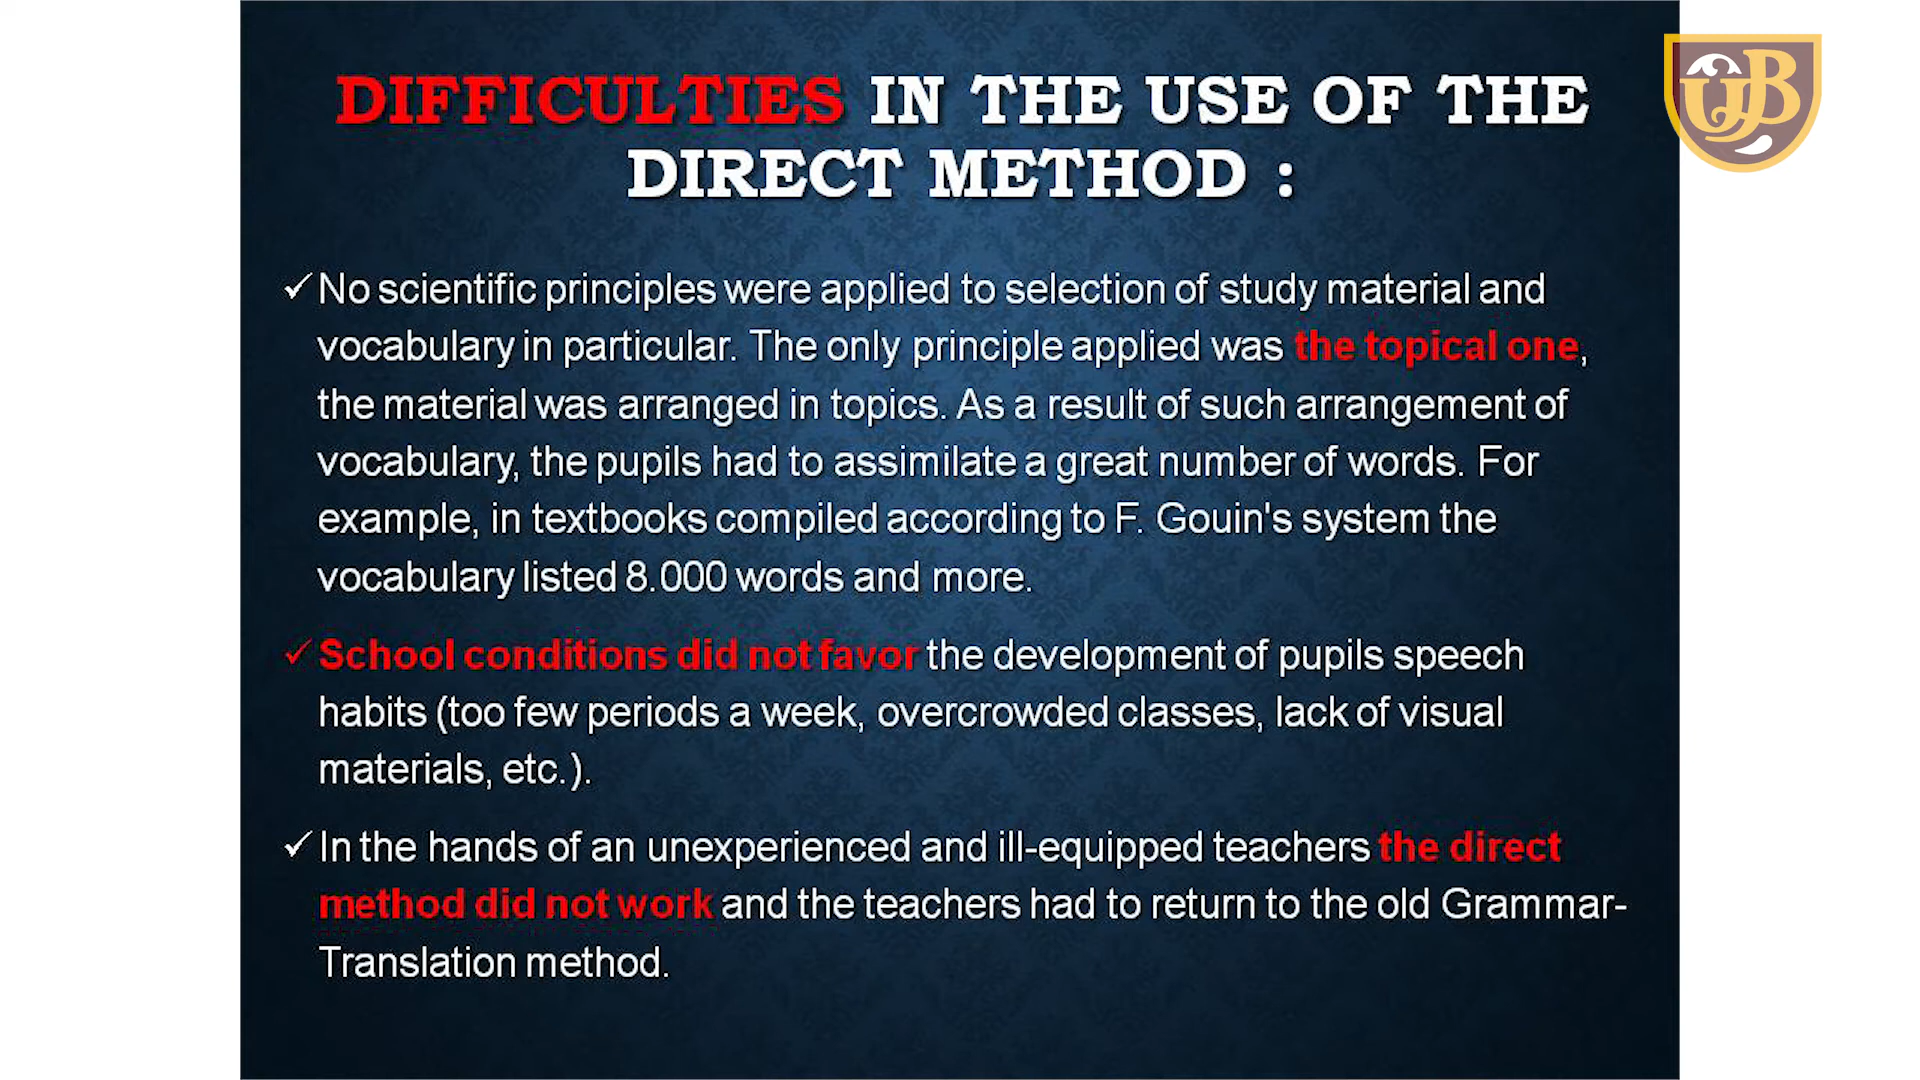 DIFFICULTIES IN THE USE OF THE
DIRECT METHOD :
✓No scientific principles were applied to selection of study material and
vocabulary in particular. The only principle applied was the topical one,
the material was arranged in topics. As a result of such arrangement of
vocabulary, the pupils had to assimilate a great number of words. For
example, in textbooks compiled according to F. Gouin's system the
vocabulary listed 8.000 words and more.
✓School conditions did not favor the development of pupils speech
habits (too few periods a week, overcrowded classes, lack of visual
materials, etc.).
✓In the hands of an unexperienced and ill-equipped teachers the direct
method did not work and the teachers had to return to the old Grammar-
Translation method.